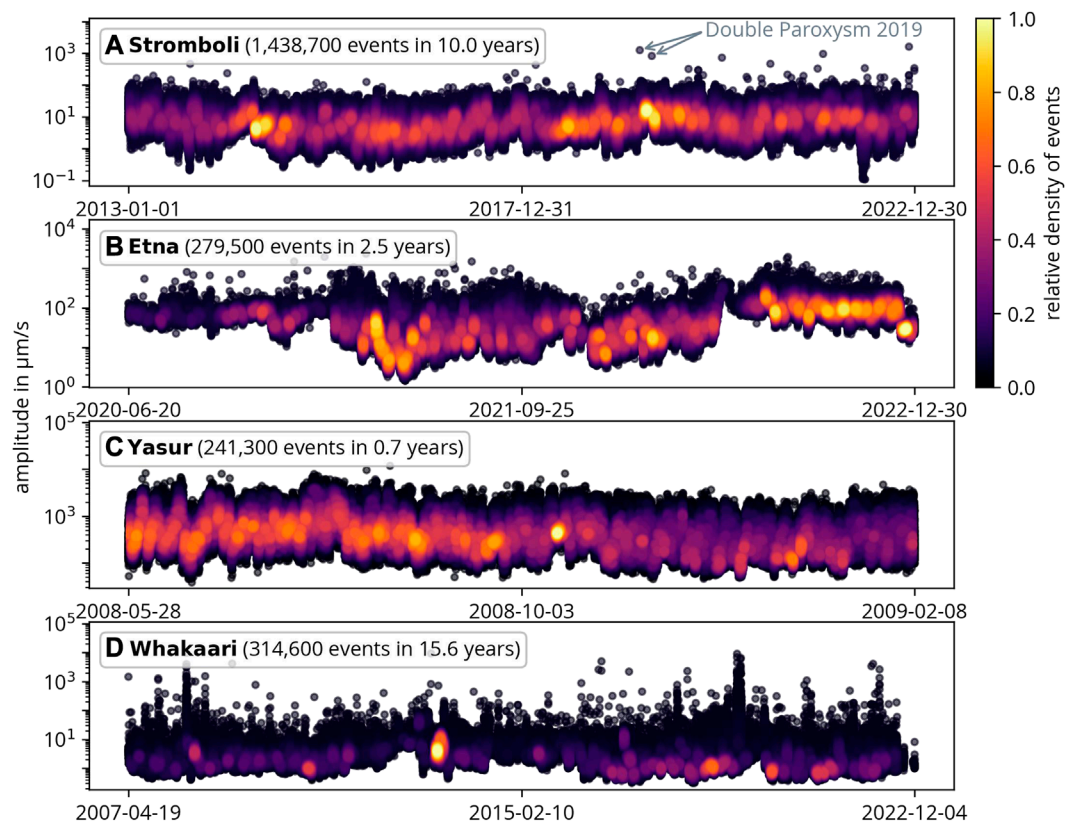 A Stromboli (1,438,700 events in 10.0 years)
Double Paroxysm 2019
10³
10¹
10⁻¹
2013-01-01 2017-12-31 2022-12-30
B Etna (279,500 events in 2.5 years)
10⁴
10²
10⁰
2020-06-20 2021-09-25 2022-12-30
C Yasur (241,300 events in 0.7 years)
10⁵
10³
2008-05-28 2008-10-03 2009-02-08
D Whakaari (314,600 events in 15.6 years)
10⁵
10³
10¹
2007-04-19 2015-02-10 2022-12-04
amplitude in μm/s
1.0
0.8
0.6
0.4
0.2
0.0
relative density of events